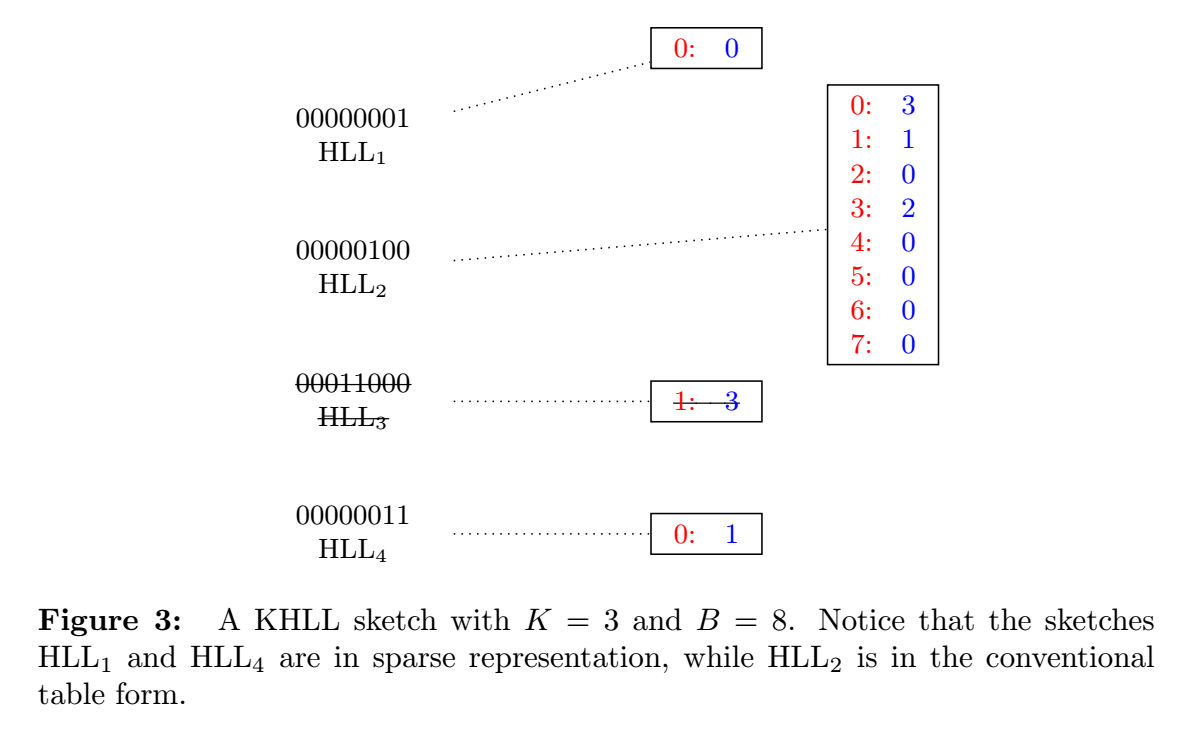 0: 0
00000001
HLL₁
0: 3
1: 1
2: 0
3: 2
4: 0
5: 0
6: 0
7: 0
00000100
HLL₂
00011000
HLL₃
1: 3
00000011
HLL₄
0: 1
Figure 3: A KHLL sketch with K = 3 and B = 8. Notice that the sketches
HLL₁ and HLL₄ are in sparse representation, while HLL₂ is in the conventional
table form.